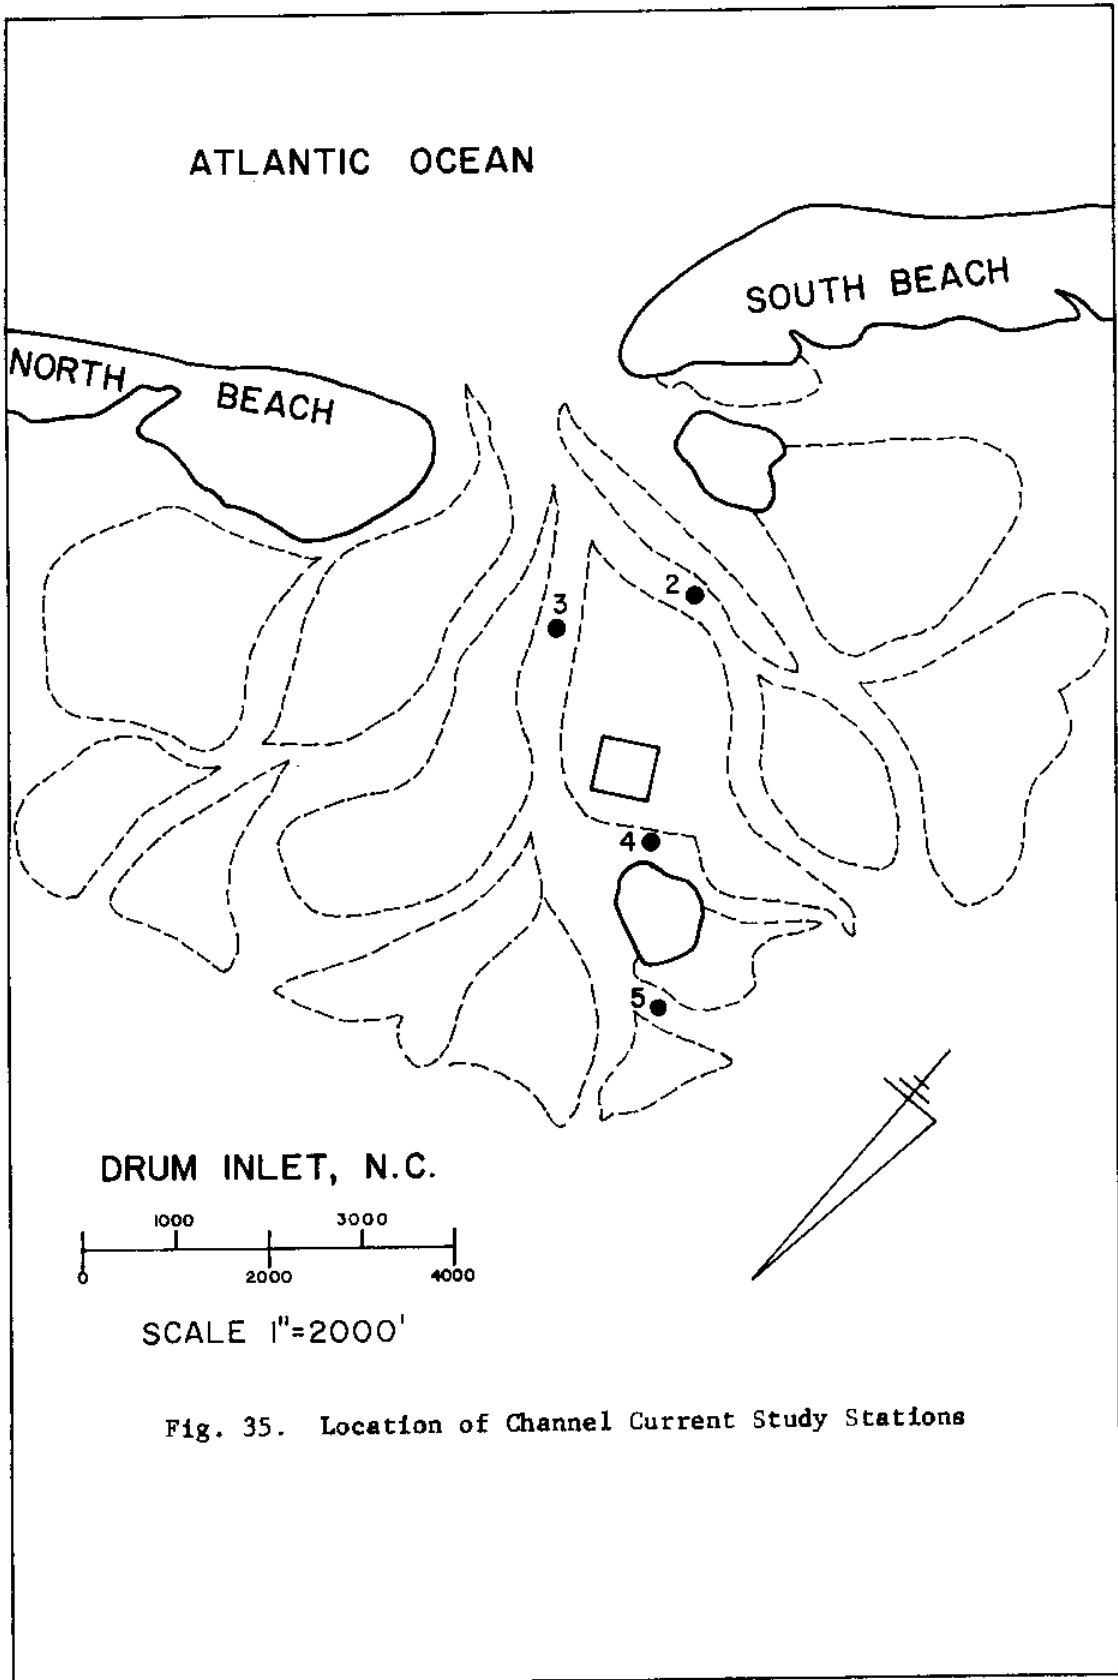 ATLANTIC OCEAN
SOUTH BEACH
NORTH BEACH
2
3
4
5
DRUM INLET, N.C.
1000 3000
0 2000 4000
SCALE 1"=2000'
Fig. 35. Location of Channel Current Study Stations